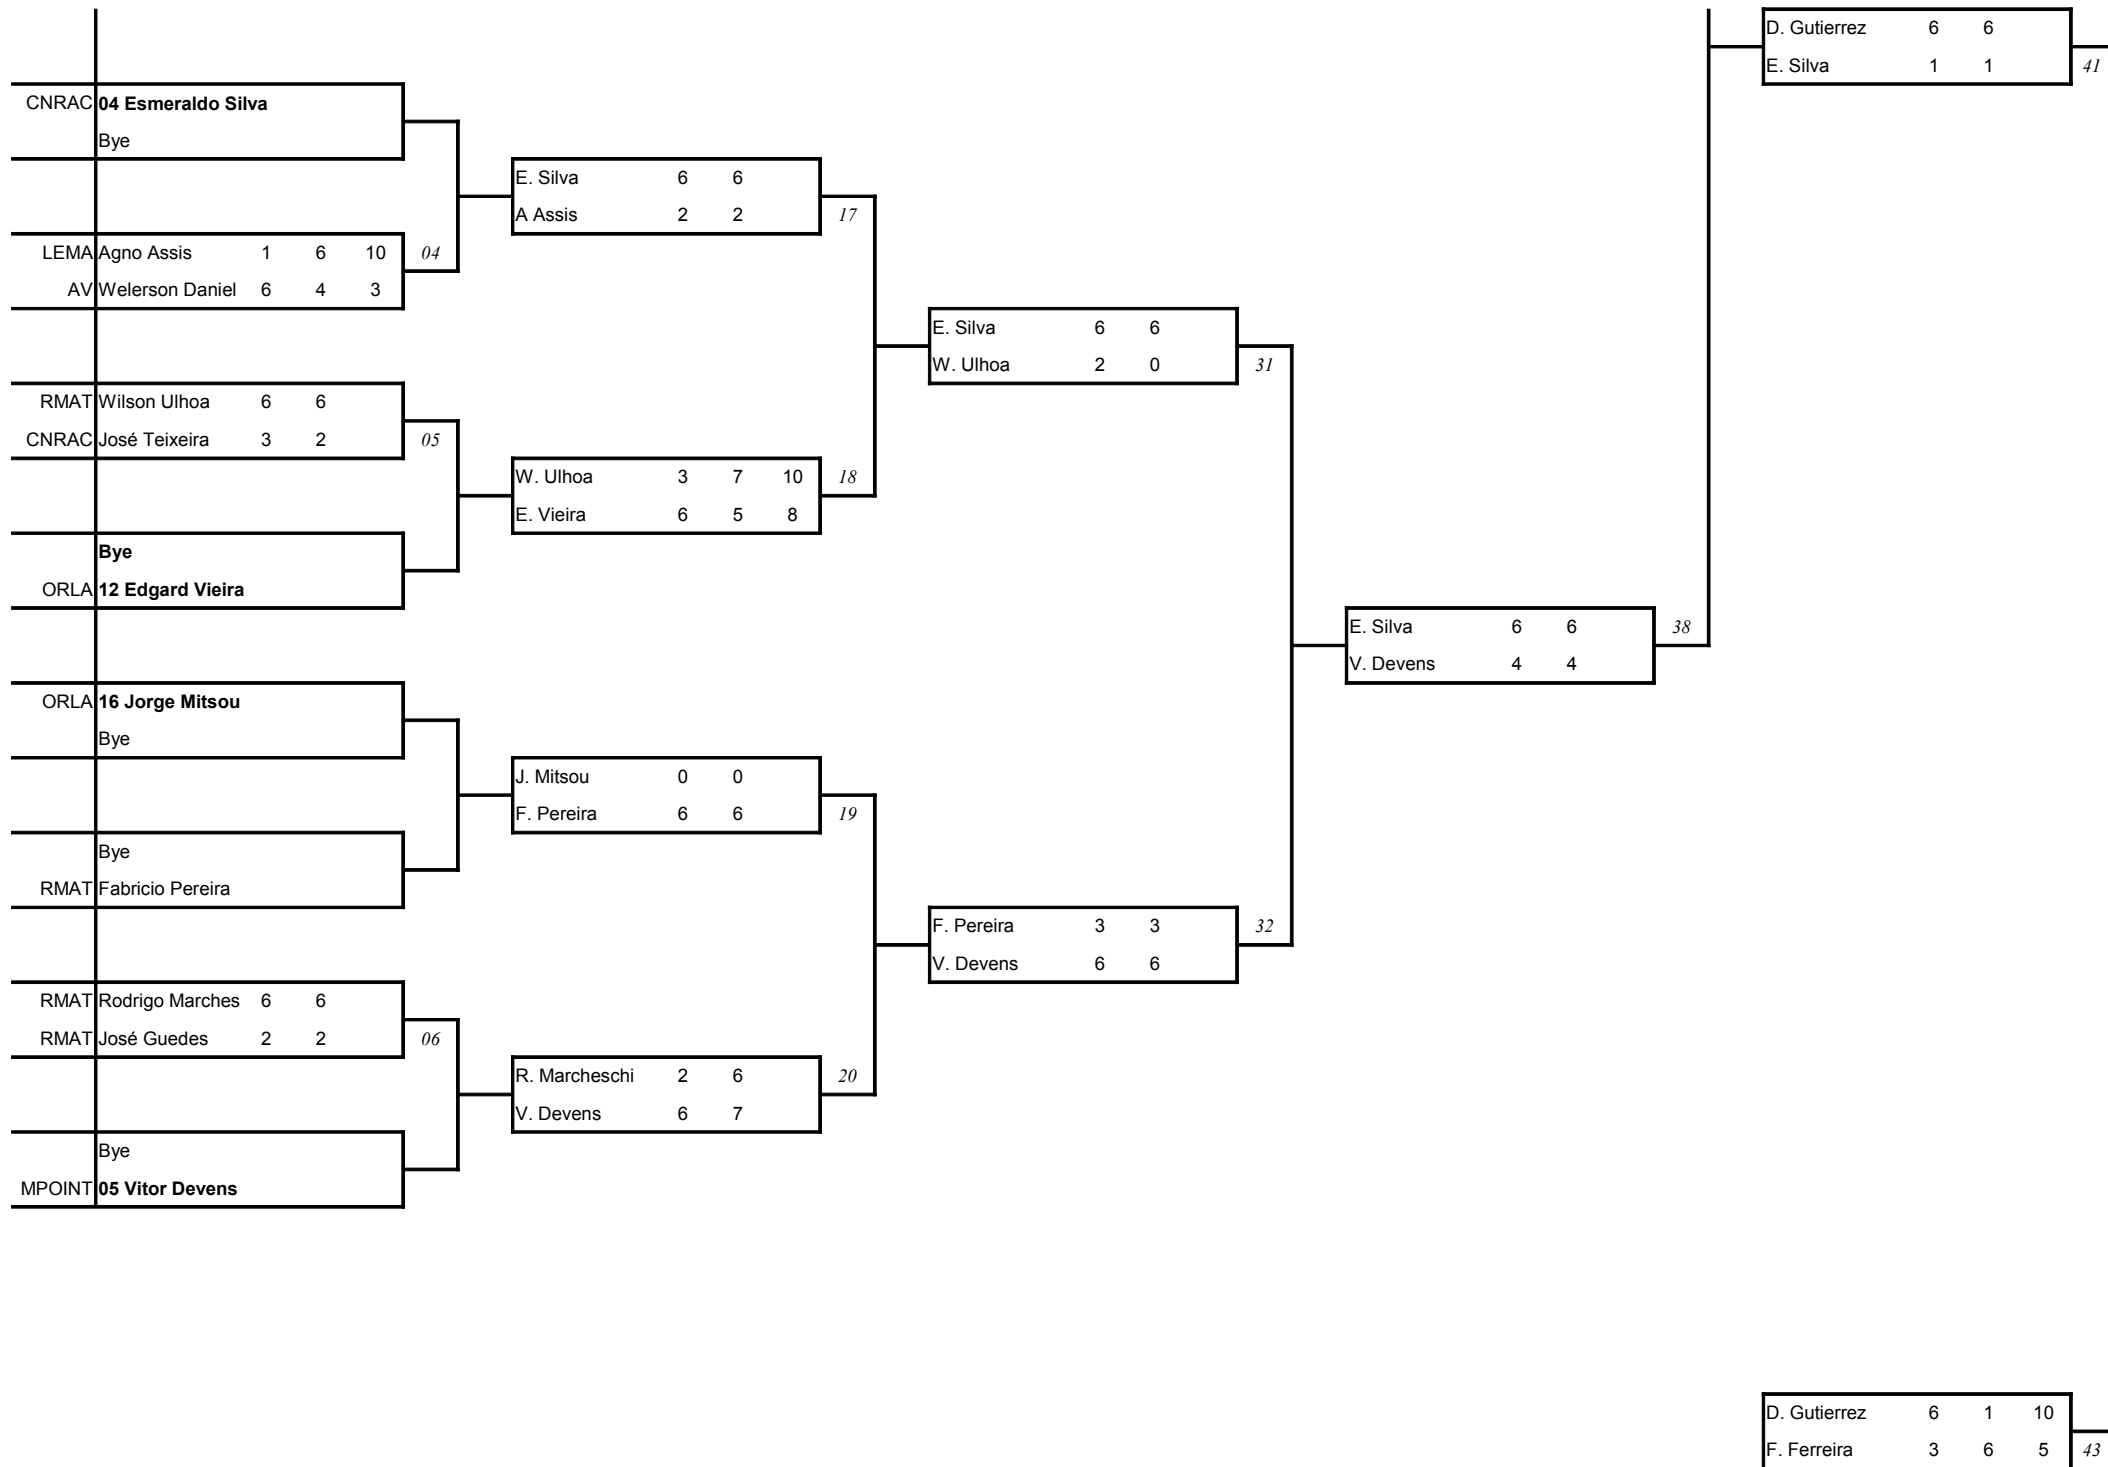 D. Gutierrez 6 6
E. Silva 1 1 41
CNRAC 04 Esmeraldo Silva
Bye
E. Silva 6 6
A Assis 2 2 17
LEMA Agno Assis 1 6 10 04
AV Welerson Daniel 6 4 3
E. Silva 6 6
W. Ulhoa 2 0 31
RMAT Wilson Ulhoa 6 6
CNRAC José Teixeira 3 2 05
W. Ulhoa 3 7 10 18
E. Vieira 6 5 8
Bye
ORLA 12 Edgard Vieira
E. Silva 6 6 38
V. Devens 4 4
ORLA 16 Jorge Mitsou
Bye
J. Mitsou 0 0
F. Pereira 6 6 19
Bye
RMAT Fabricio Pereira
F. Pereira 3 3 32
V. Devens 6 6
RMAT Rodrigo Marches 6 6
RMAT José Guedes 2 2 06
R. Marcheschi 2 6 20
V. Devens 6 7
Bye
MPOINT 05 Vitor Devens
D. Gutierrez 6 1 10
F. Ferreira 3 6 5 43